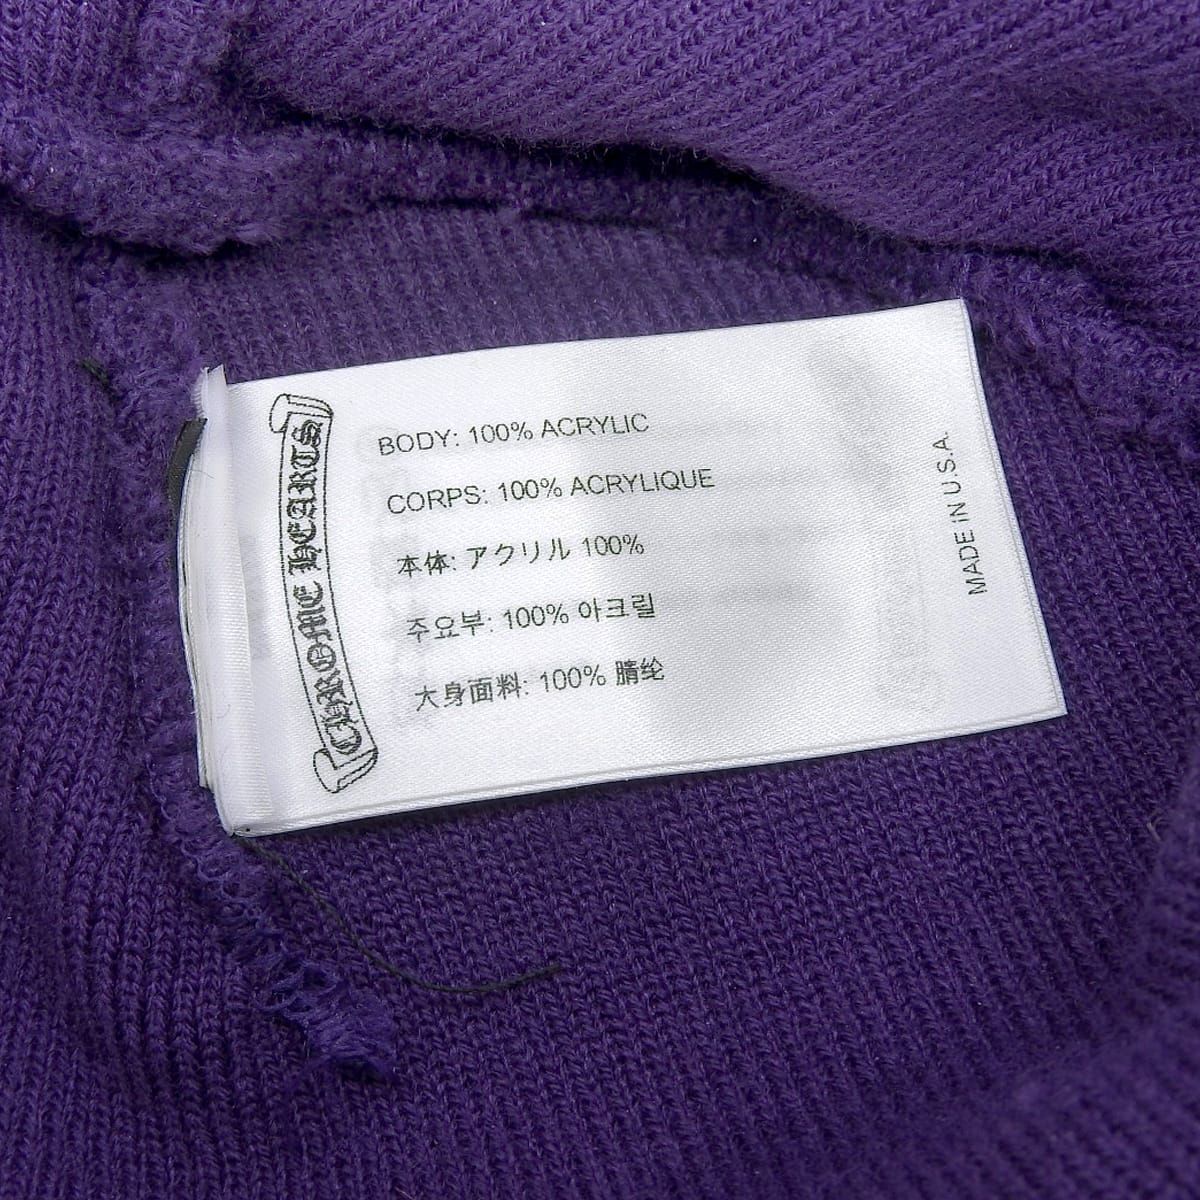 CHROME HEARTS
BODY: 100% ACRYLIC
CORPS: 100% ACRYLIQUE
本体: アクリル 100%
주요부: 100% 아크릴
大身面料: 100% 腈纶
MADE IN U.S.A.